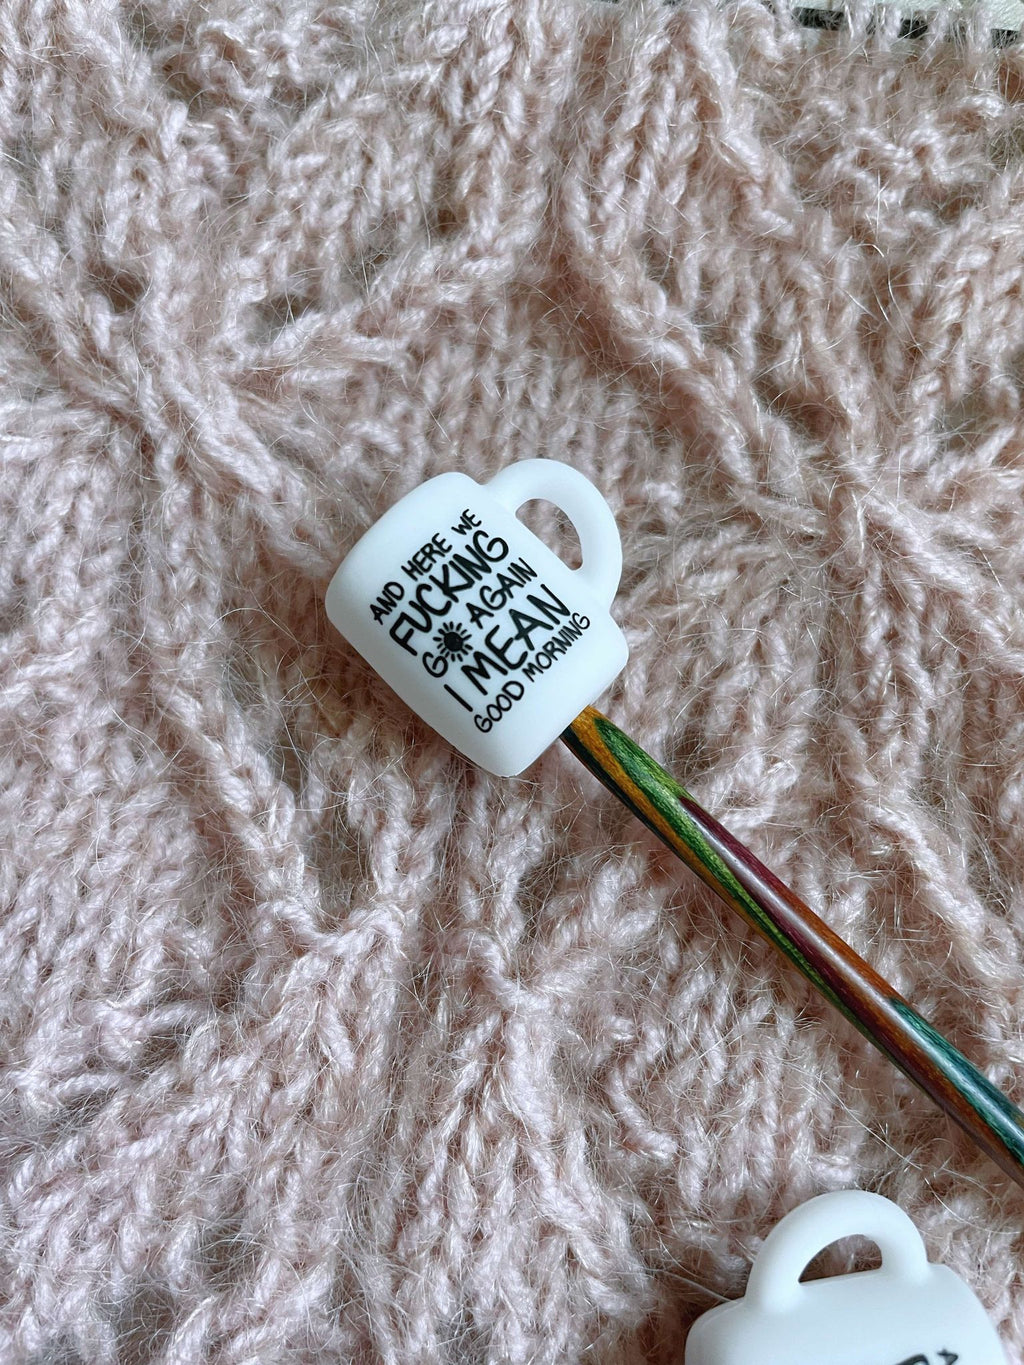 AND HERE WE
FUCKING
GO AGAIN
I MEAN
GOOD MORNING